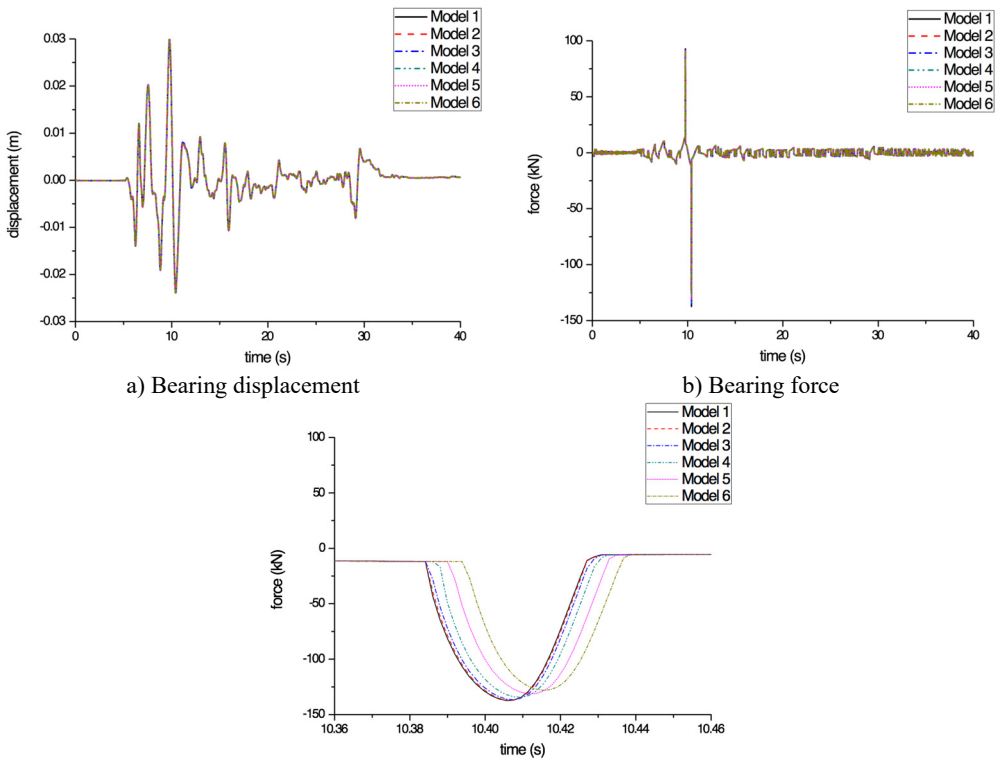 Model 1
Model 2
Model 3
Model 4
Model 5
Model 6
0.03
0.02
0.01
0.00
-0.01
-0.02
-0.03
displacement (m)
0
10
20
30
40
time (s)
a) Bearing displacement
Model 1
Model 2
Model 3
Model 4
Model 5
Model 6
100
50
0
-50
-100
-150
force (kN)
0
10
20
30
40
time (s)
b) Bearing force
Model 1
Model 2
Model 3
Model 4
Model 5
Model 6
100
50
0
-50
-100
-150
force (kN)
10.36
10.38
10.40
10.42
10.44
10.46
time (s)